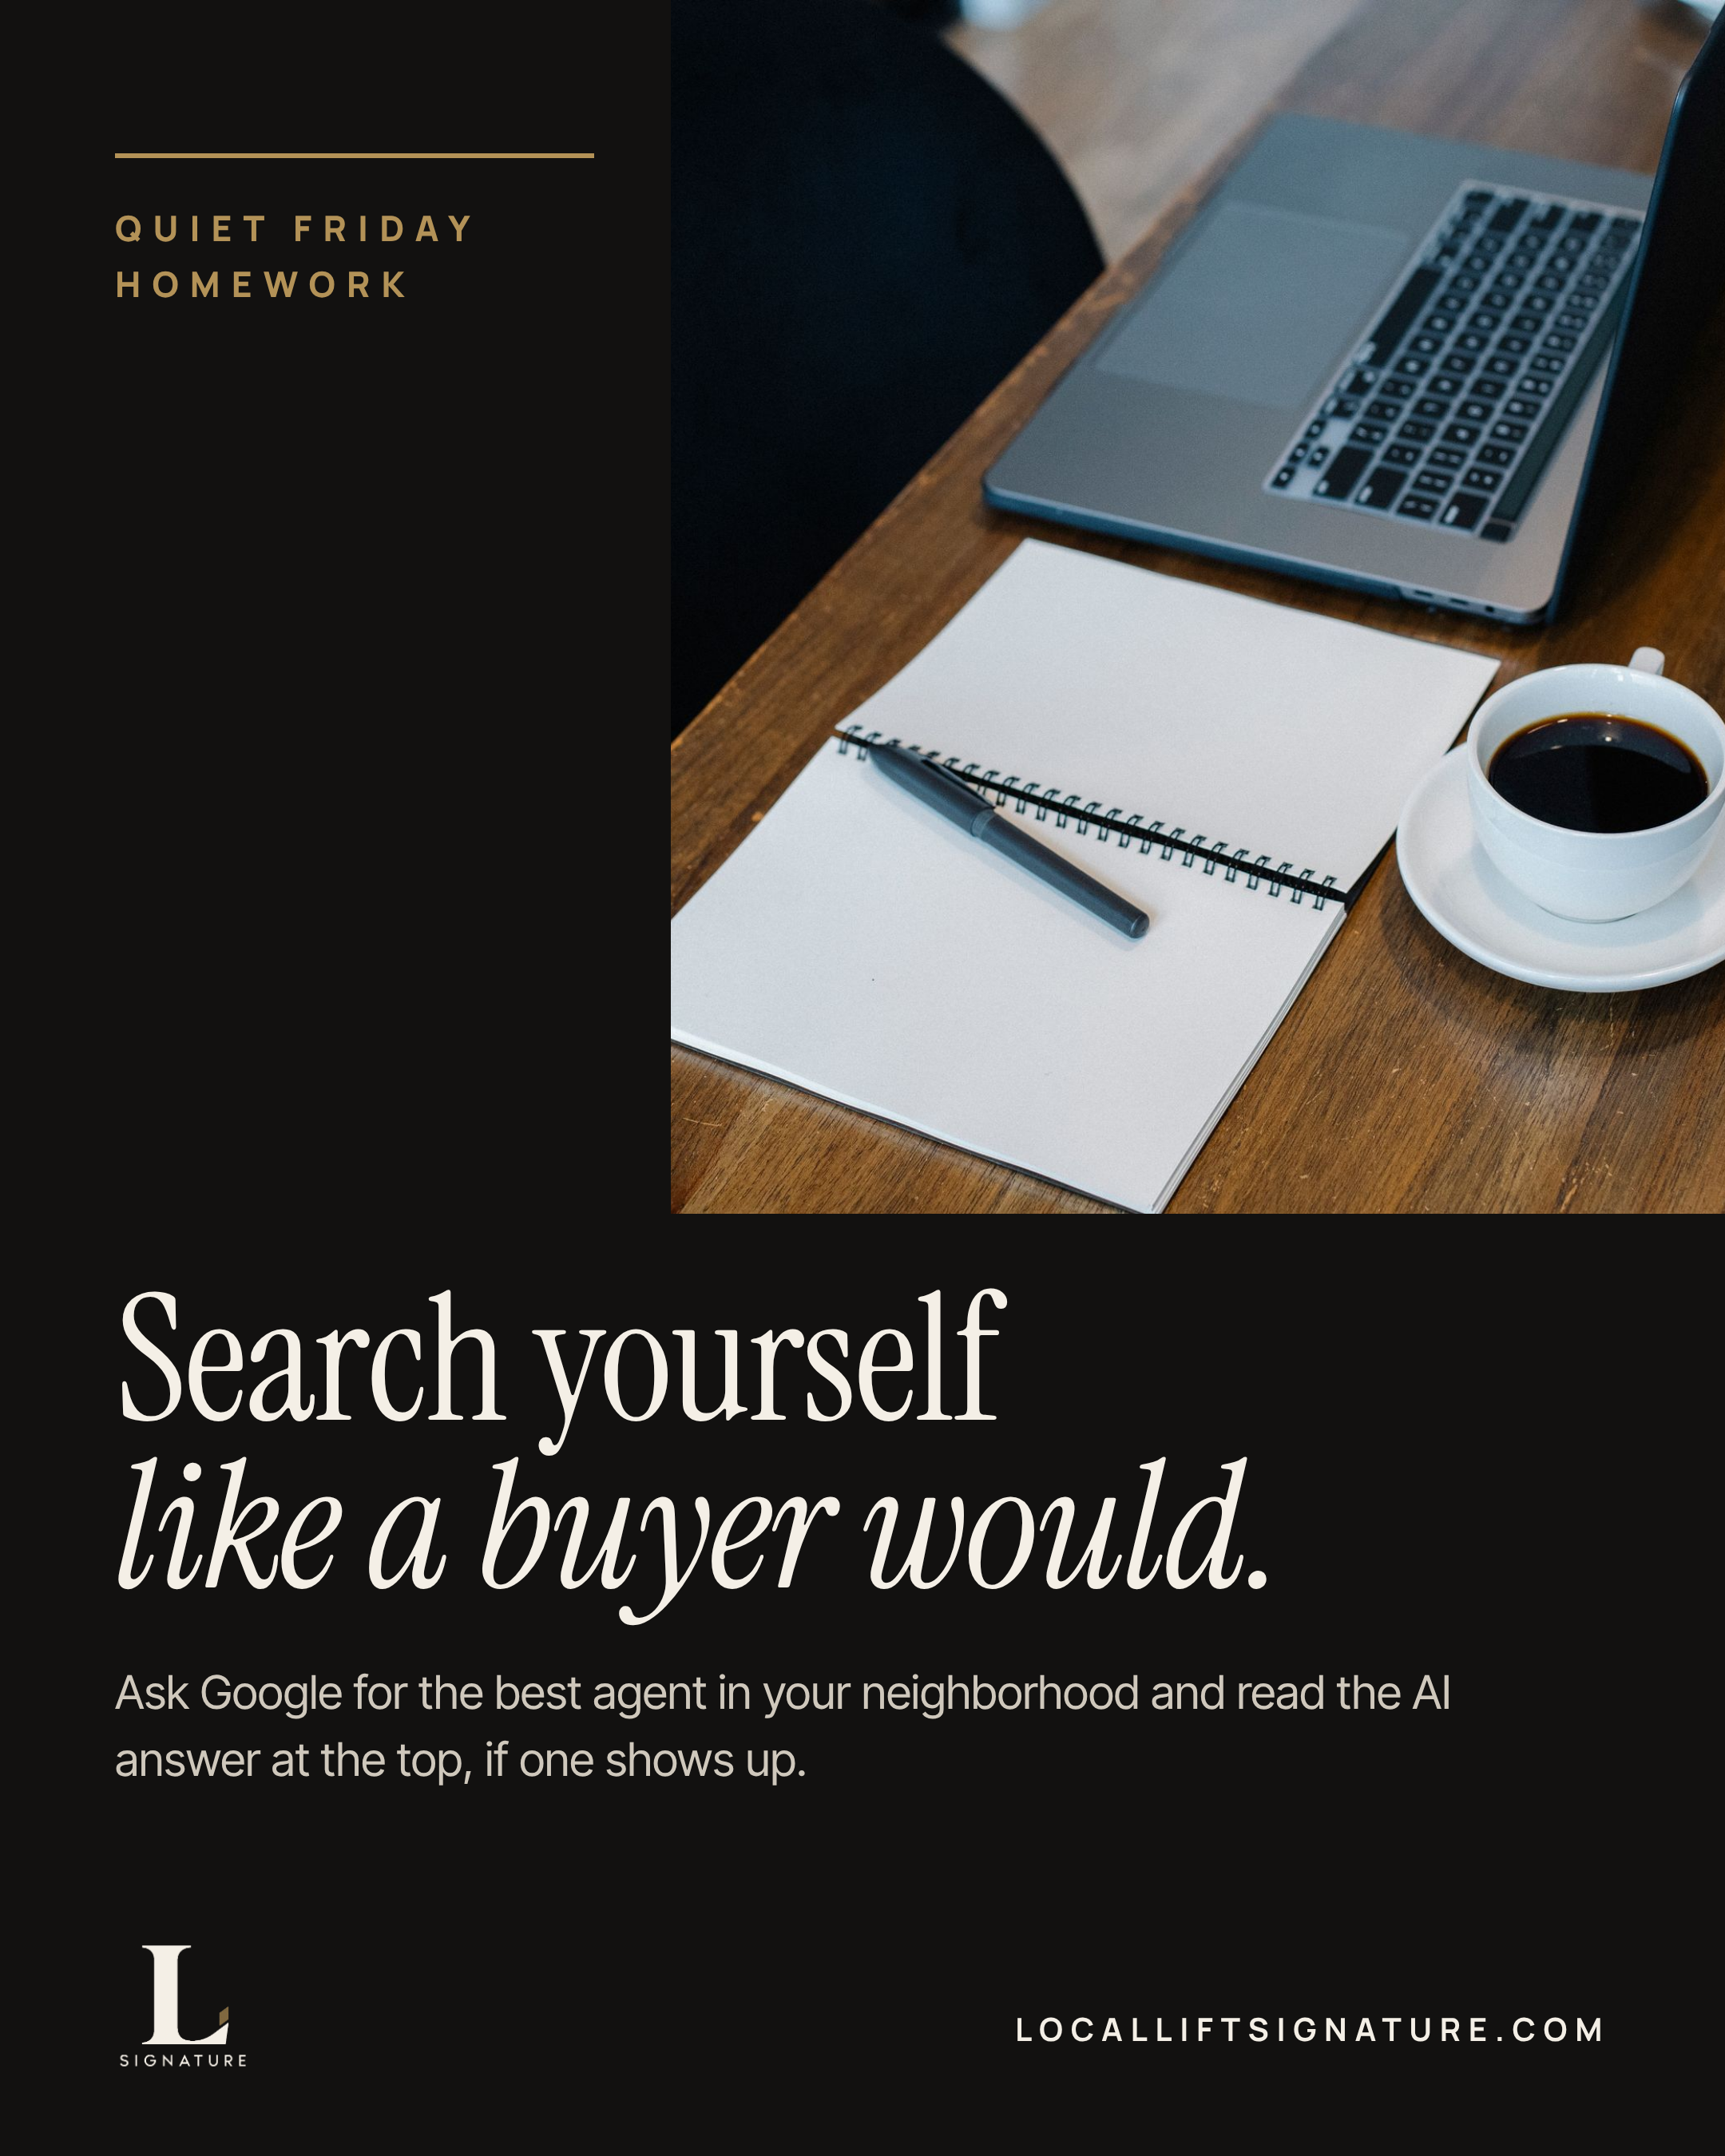 QUIET FRIDAY
HOMEWORK
Search yourself
like a buyer would.
Ask Google for the best agent in your neighborhood and read the AI
answer at the top, if one shows up.
L
SIGNATURE
LOCALLIFTSIGNATURE.COM